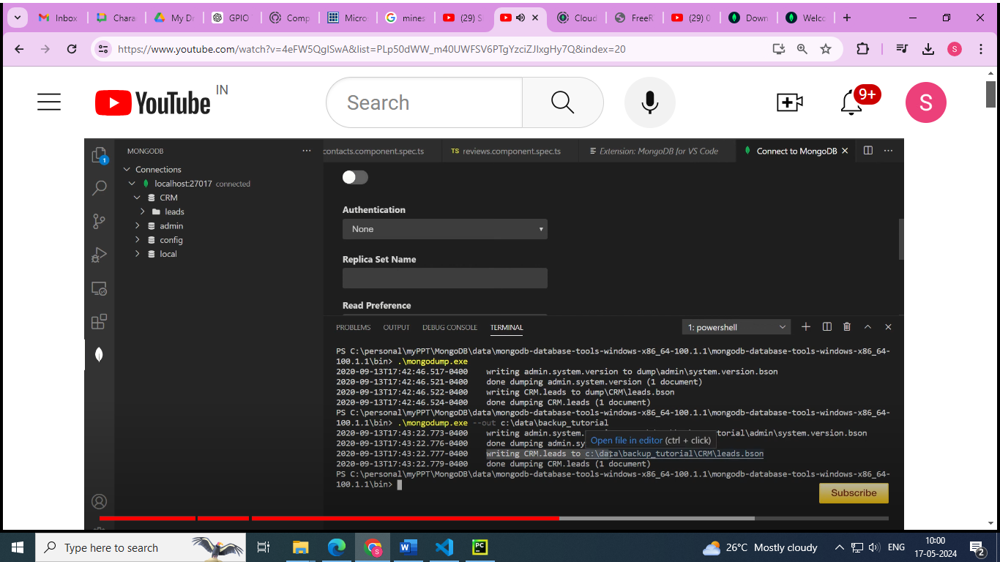 Inbox
Chara
My Dr
GPIO
Comp
Micro
mines
(29) S
Cloud
FreeR
(29) 0
Down
Welco
https://www.youtube.com/watch?v=4eFW5QgISwA&list=PLp50dWW_m40UWFSV6PTgYzciZJIxgHy7Q&index=20
S
YouTube IN
Search
9+
S
1
MONGODB
Connections
localhost:27017 connected
CRM
leads
admin
config
local
contacts.component.spec.ts
TS reviews.component.spec.ts
Extension: MongoDB for VS Code
Connect to MongoDB
Authentication
None
Replica Set Name
Read Preference
PROBLEMS OUTPUT DEBUG CONSOLE TERMINAL
1: powershell
PS C:\personal\myPPT\MongoDB\data\mongodb-database-tools-windows-x86_64-100.1.1\mongodb-database-tools-windows-x86_64-
100.1.1\bin> .\mongodump.exe
2020-09-13T17:42:46.517-0400 writing admin.system.version to dump\admin\system.version.bson
2020-09-13T17:42:46.521-0400 done dumping admin.system.version (1 document)
2020-09-13T17:42:46.522-0400 writing CRM.leads to dump\CRM\leads.bson
2020-09-13T17:42:46.524-0400 done dumping CRM.leads (1 document)
PS C:\personal\myPPT\MongoDB\data\mongodb-database-tools-windows-x86_64-100.1.1\mongodb-database-tools-windows-x86_64-
100.1.1\bin> .\mongodump.exe --out c:\data\backup_tutorial
2020-09-13T17:43:22.773-0400 writing admin.system.version torial\admin\system.version.bson
Open file in editor (ctrl + click)
2020-09-13T17:43:22.776-0400 done dumping admin.sy
2020-09-13T17:43:22.777-0400 writing CRM.leads to c:\data\backup_tutorial\CRM\leads.bson
2020-09-13T17:43:22.779-0400 done dumping CRM.leads (1 document)
PS C:\personal\myPPT\MongoDB\data\mongodb-database-tools-windows-x86_64-100.1.1\mongodb-database-tools-windows-x86_64-
100.1.1\bin>
Subscribe
Type here to search
S
W
PC
26°C Mostly cloudy
ENG
10:00
17-05-2024
2